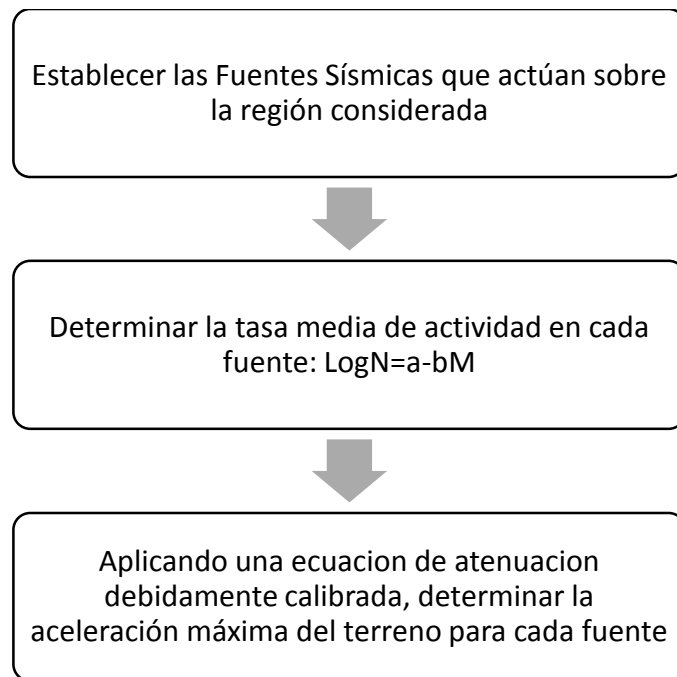 Establecer las Fuentes Sísmicas que actúan sobre
la región considerada
Determinar la tasa media de actividad en cada
fuente: LogN=a-bM
Aplicando una ecuacion de atenuacion
debidamente calibrada, determinar la
aceleración máxima del terreno para cada fuente